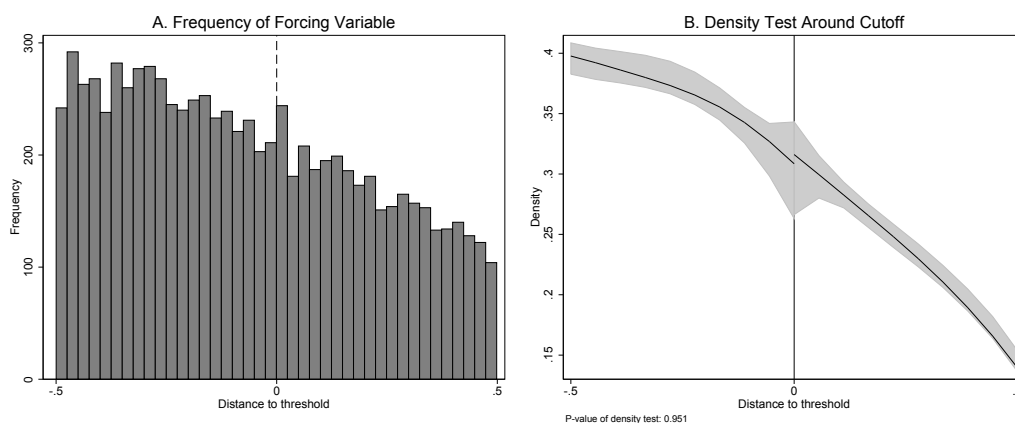 A. Frequency of Forcing Variable
300
200
100
0
Frequency
-.5
0
.5
Distance to threshold
B. Density Test Around Cutoff
.4
.35
.3
.25
.2
.15
Density
-.5
0
.
Distance to threshold
P-value of density test: 0.951